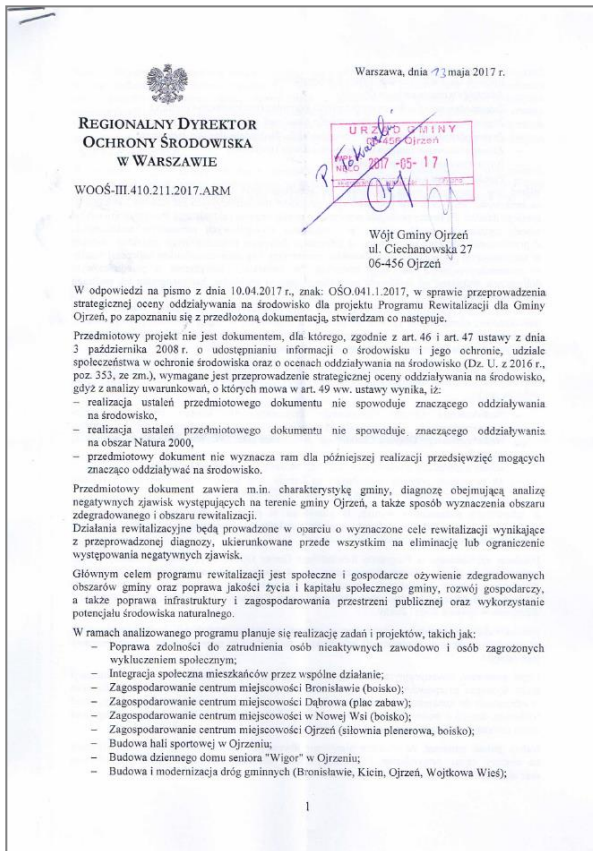 Warszawa, dnia 13 maja 2017 r.
REGIONALNY DYREKTOR
OCHRONY ŚRODOWISKA
W WARSZAWIE
WOOŚ-III.410.211.2017.ARM
URZĄD GMINY
06-456 Ojrzeń
2017 -05- 17
Wójt Gminy Ojrzeń
ul. Ciechanowska 27
06-456 Ojrzeń
W odpowiedzi na pismo z dnia 10.04.2017 r., znak: OŚO.041.1.2017, w sprawie przeprowadzenia
strategicznej oceny oddziaływania na środowisko dla projektu Programu Rewitalizacji dla Gminy
Ojrzeń, po zapoznaniu się z przedłożoną dokumentacją, stwierdzam co następuje.
Przedmiotowy projekt nie jest dokumentem, dla którego, zgodnie z art. 46 i art. 47 ustawy z dnia
3 października 2008 r. o udostępnianiu informacji o środowisku i jego ochronie, udziale
społeczeństwa w ochronie środowiska oraz o ocenach oddziaływania na środowisko (Dz. U. z 2016 r.,
poz. 353, ze zm.), wymagane jest przeprowadzenie strategicznej oceny oddziaływania na środowisko,
gdyż z analizy uwarunkowań, o których mowa w art. 49 ww. ustawy wynika, iż:
– realizacja ustaleń przedmiotowego dokumentu nie spowoduje znaczącego oddziaływania
na środowisko,
– realizacja ustaleń przedmiotowego dokumentu nie spowoduje znaczącego oddziaływania
na obszar Natura 2000,
– przedmiotowy dokument nie wyznacza ram dla późniejszej realizacji przedsięwzięć mogących
znacząco oddziaływać na środowisko.
Przedmiotowy dokument zawiera m.in. charakterystykę gminy, diagnozę obejmującą analizę
negatywnych zjawisk występujących na terenie gminy Ojrzeń, a także sposób wyznaczenia obszaru
zdegradowanego i obszaru rewitalizacji.
Działania rewitalizacyjne będą prowadzone w oparciu o wyznaczone cele rewitalizacji wynikające
z przeprowadzonej diagnozy, ukierunkowane przede wszystkim na eliminację lub ograniczenie
występowania negatywnych zjawisk.
Głównym celem programu rewitalizacji jest społeczne i gospodarcze ożywienie zdegradowanych
obszarów gminy oraz poprawa jakości życia i kapitału społecznego gminy, rozwój gospodarczy,
a także poprawa infrastruktury i zagospodarowania przestrzeni publicznej oraz wykorzystanie
potencjału środowiska naturalnego.
W ramach analizowanego programu planuje się realizację zadań i projektów, takich jak:
– Poprawa zdolności do zatrudnienia osób nieaktywnych zawodowo i osób zagrożonych
wykluczeniem społecznym;
– Integracja społeczna mieszkańców przez wspólne działanie;
– Zagospodarowanie centrum miejscowości Bronisławie (boisko);
– Zagospodarowanie centrum miejscowości Dąbrowa (plac zabaw);
– Zagospodarowanie centrum miejscowości w Nowej Wsi (boisko);
– Zagospodarowanie centrum miejscowości Ojrzeń (siłownia plenerowa, boisko);
– Budowa hali sportowej w Ojrzeniu;
– Budowa dziennego domu seniora "Wigor" w Ojrzeniu;
– Budowa i modernizacja dróg gminnych (Bronisławie, Kicin, Ojrzeń, Wojtkowa Wieś);
1